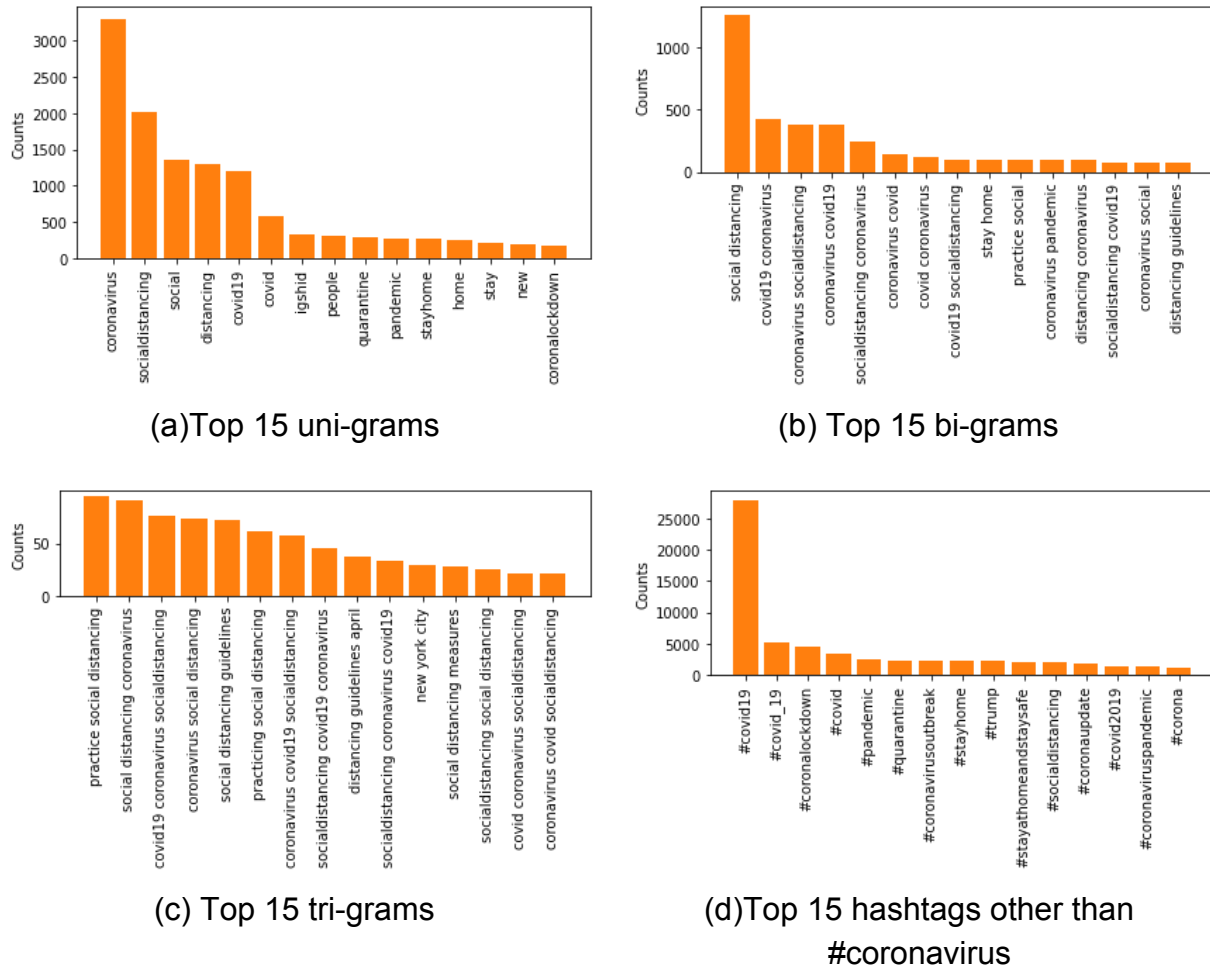 3000
2500
2000
1500
1000
500
0
Counts
coronavirus
socialdistancing
social
distancing
covid19
covid
igshid
people
quarantine
pandemic
stayhome
home
stay
new
coronalockdown
(a)Top 15 uni-grams
1000
500
0
Counts
social distancing
covid19 coronavirus
coronavirus socialdistancing
coronavirus covid19
socialdistancing coronavirus
coronavirus covid
covid coronavirus
covid19 socialdistancing
stay home
practice social
coronavirus pandemic
distancing coronavirus
socialdistancing covid19
coronavirus social
distancing guidelines
(b) Top 15 bi-grams
50
0
Counts
practice social distancing
social distancing coronavirus
covid19 coronavirus socialdistancing
coronavirus social distancing
social distancing guidelines
practicing social distancing
coronavirus covid19 socialdistancing
socialdistancing covid19 coronavirus
distancing guidelines april
socialdistancing coronavirus covid19
new york city
social distancing measures
socialdistancing social distancing
covid coronavirus socialdistancing
coronavirus covid socialdistancing
(c) Top 15 tri-grams
25000
20000
15000
10000
5000
0
Counts
#covid19
#covid_19
#coronalockdown
#covid
#pandemic
#quarantine
#coronavirusoutbreak
#stayhome
#trump
#stayathomeandstaysafe
#socialdistancing
#coronaupdate
#covid2019
#coronaviruspandemic
#corona
(d)Top 15 hashtags other than
#coronavirus